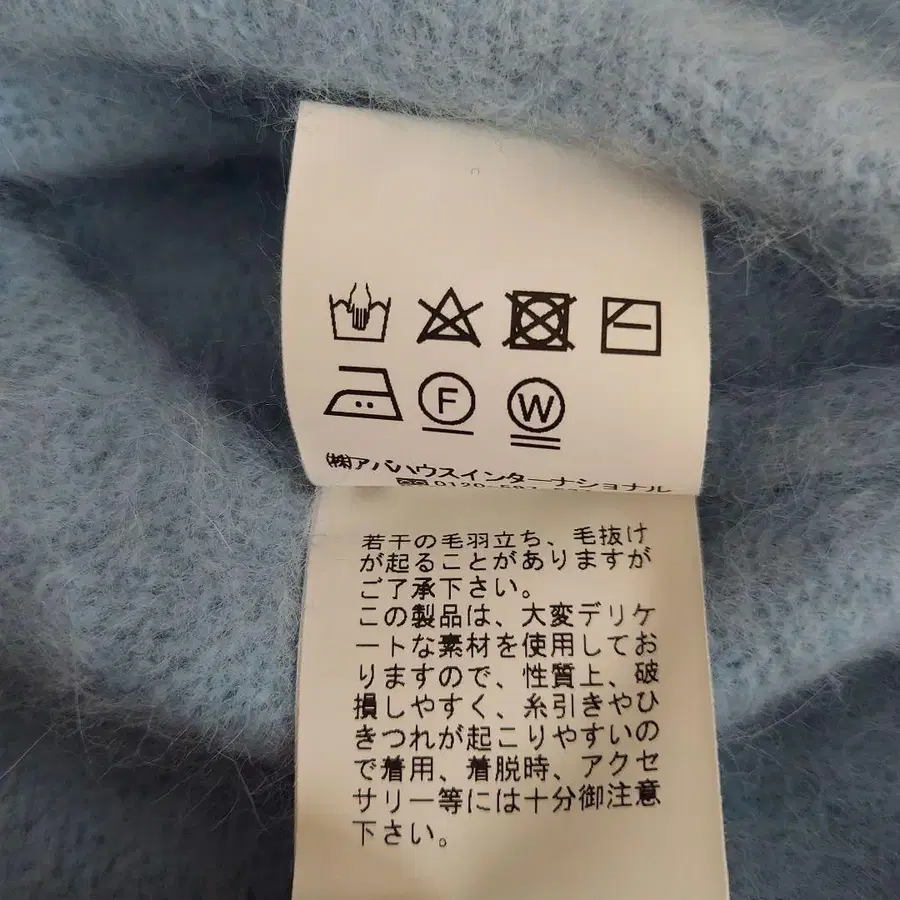 F
W
㈱アバハウスインターナショナル
0120-
若干の毛羽立ち、毛抜け
が起ることがありますが
ご了承下さい。
この製品は、大変デリケ
ートな素材を使用してお
りますので、性質上、破
損しやすく、糸引きやひ
きつれが起こりやすいの
で着用、着脱時、アクセ
サリー等には十分御注意
下さい。